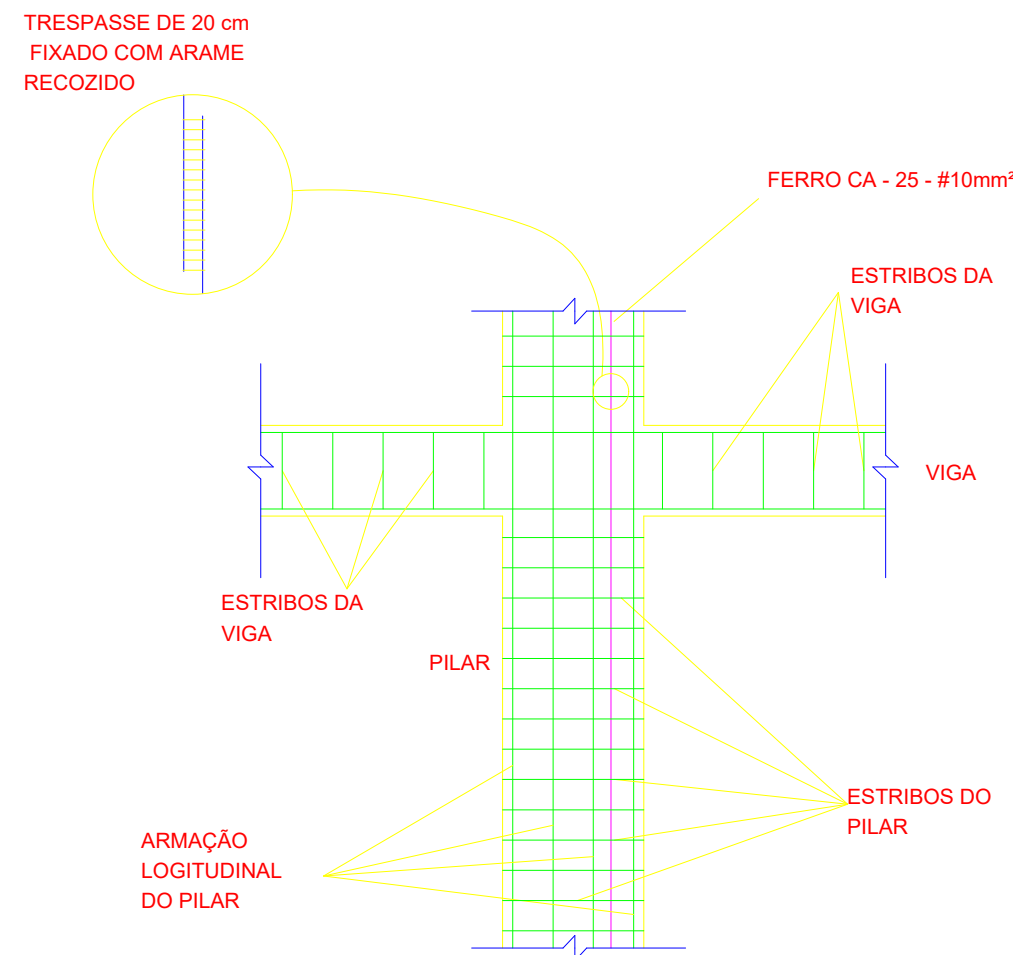 TRESPASSE DE 20 cm
FIXADO COM ARAME
RECOZIDO
FERRO CA - 25 - #10mm²
ESTRIBOS DA
VIGA
VIGA
ESTRIBOS DA
VIGA
PILAR
ESTRIBOS DO
PILAR
ARMAÇÃO
LOGITUDINAL
DO PILAR